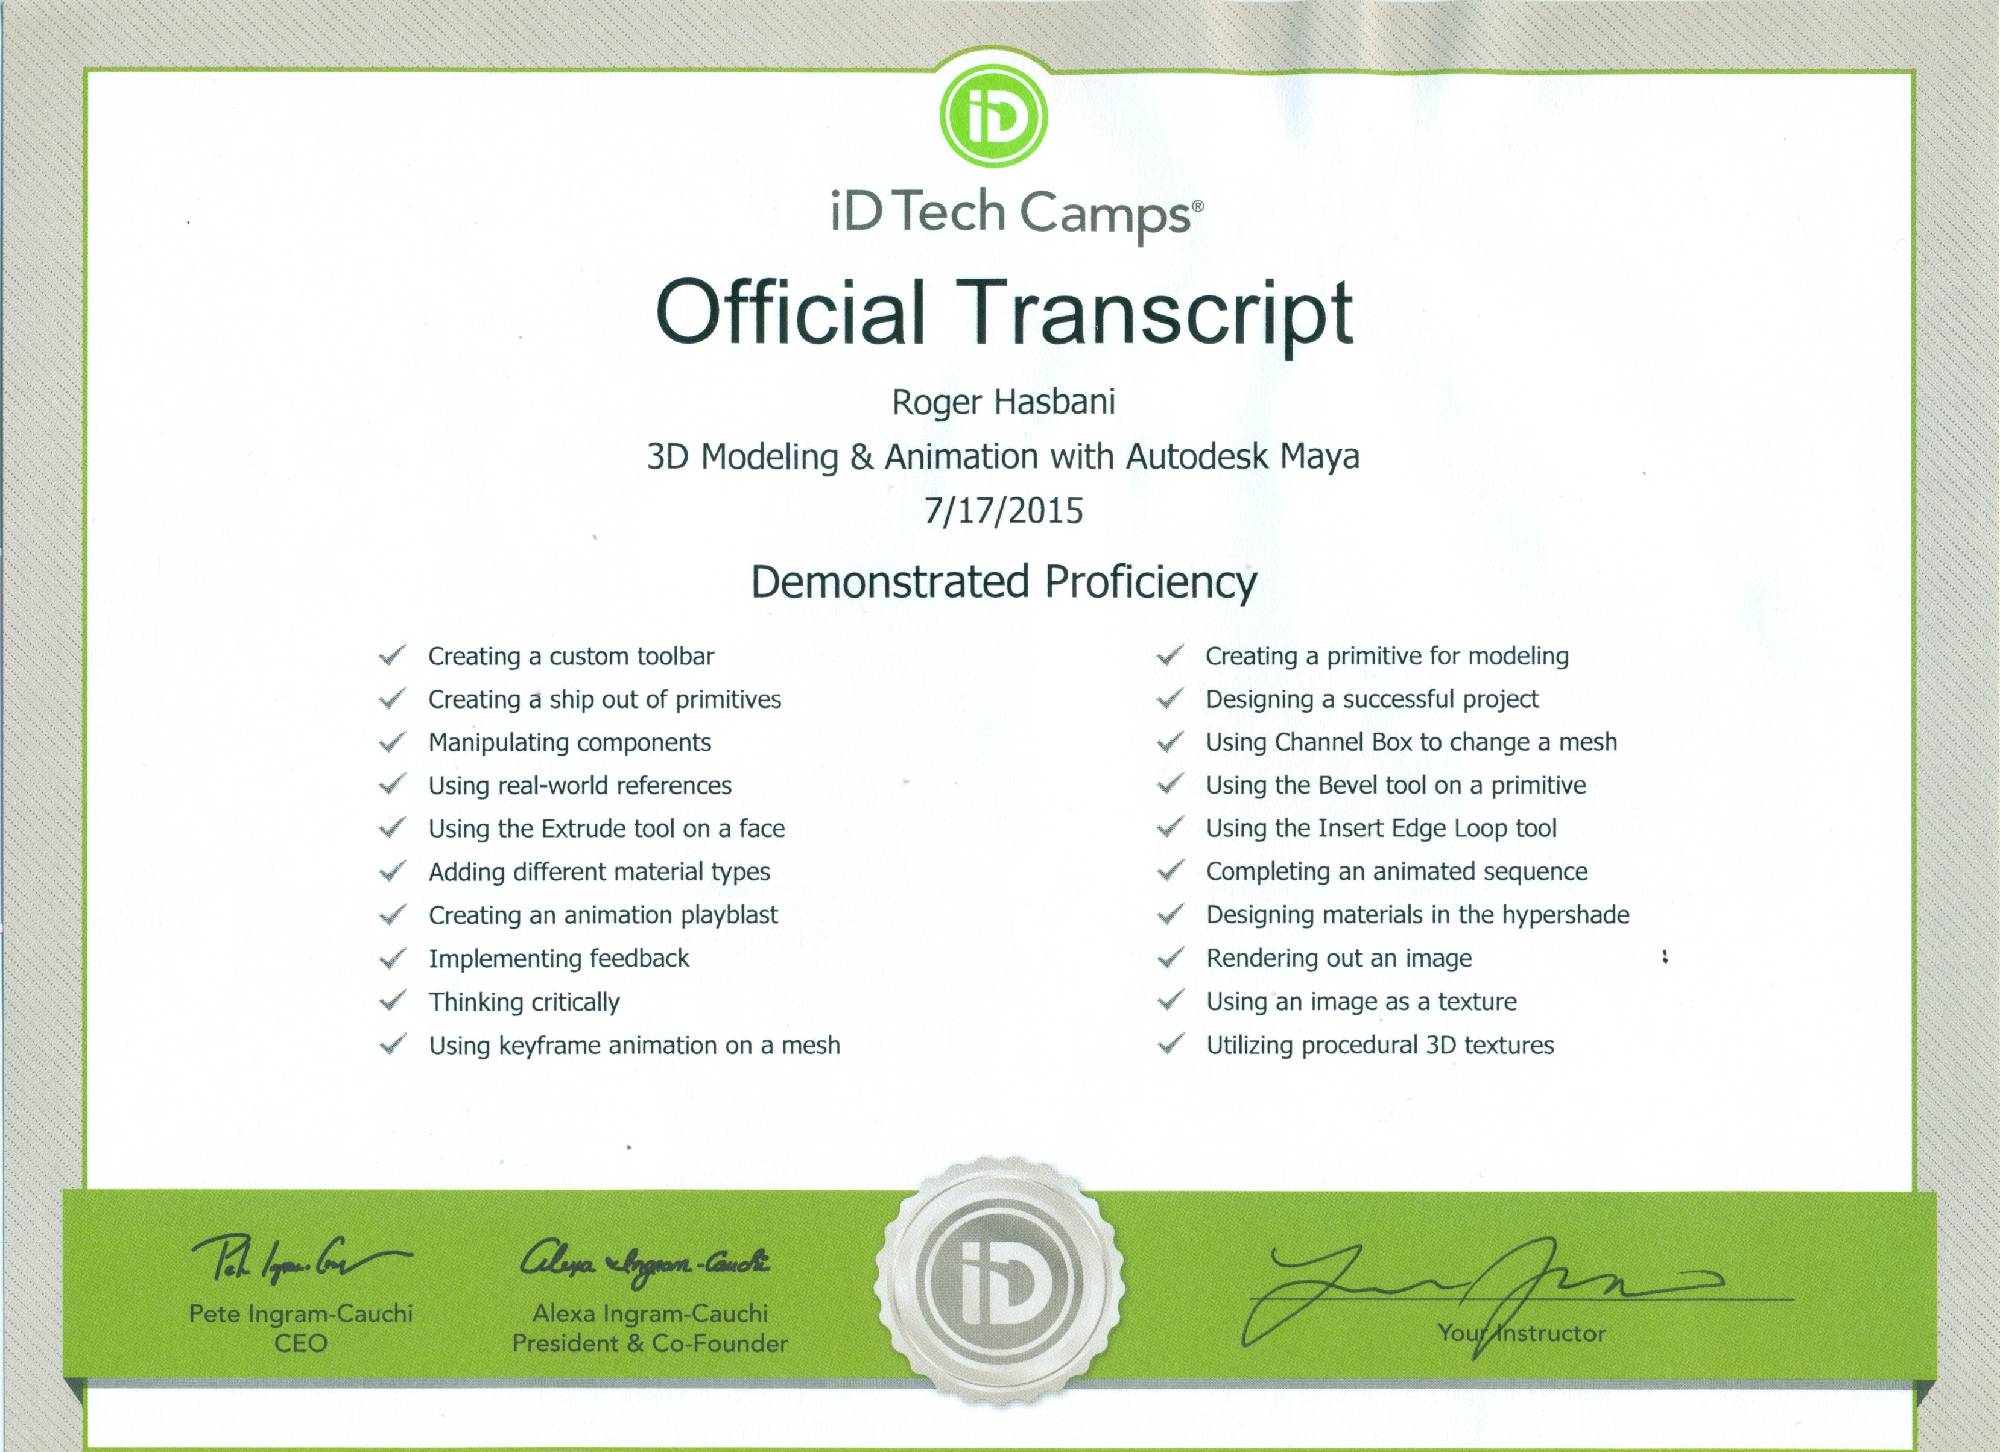 iD
iD Tech Camps®
Official Transcript
Roger Hasbani
3D Modeling & Animation with Autodesk Maya
7/17/2015
Demonstrated Proficiency
Creating a custom toolbar
Creating a ship out of primitives
Manipulating components
Using real-world references
Using the Extrude tool on a face
Adding different material types
Creating an animation playblast
Implementing feedback
Thinking critically
Using keyframe animation on a mesh
Creating a primitive for modeling
Designing a successful project
Using Channel Box to change a mesh
Using the Bevel tool on a primitive
Using the Insert Edge Loop tool
Completing an animated sequence
Designing materials in the hypershade
Rendering out an image
Using an image as a texture
Utilizing procedural 3D textures
Alexa Ingram-Cauchi
Pete Ingram-Cauchi
CEO
Alexa Ingram-Cauchi
President & Co-Founder
iD
Your Instructor